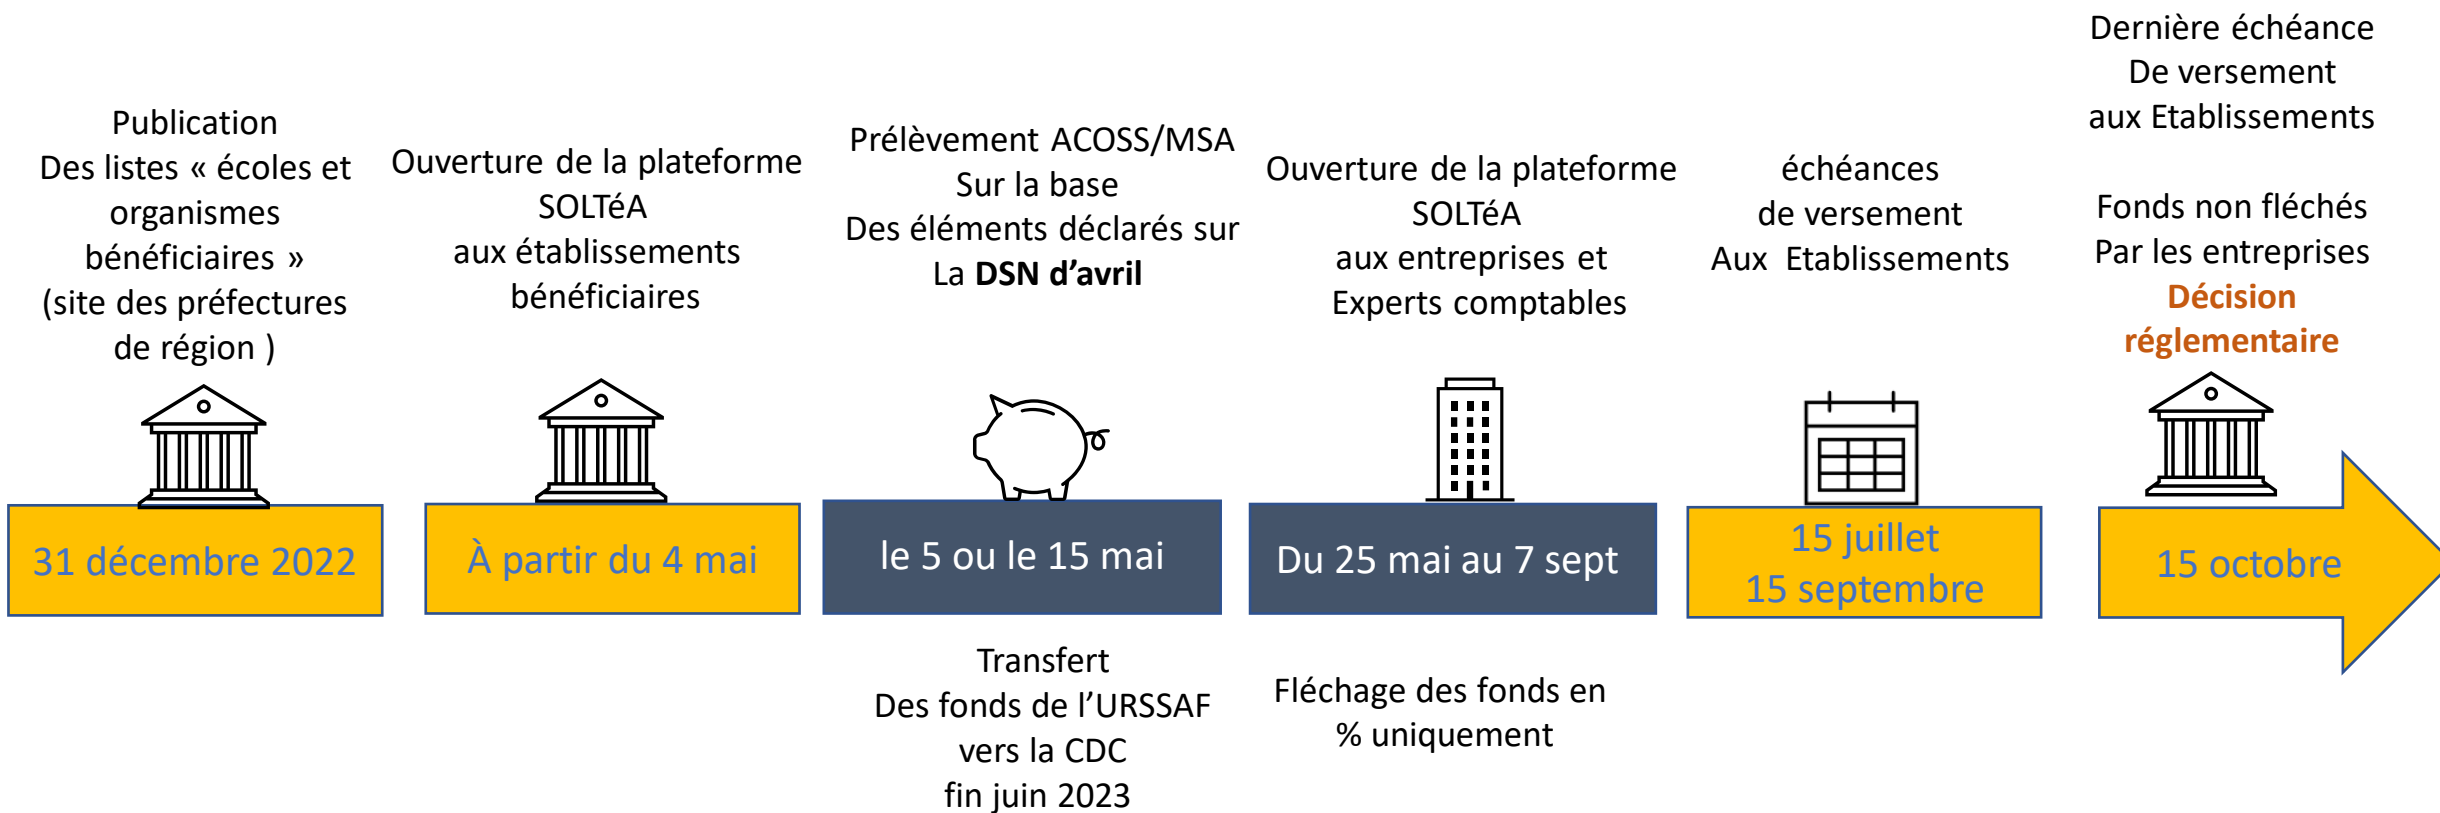 Publication
Des listes « écoles et
organismes
bénéficiaires »
(site des préfectures
de région )
31 décembre 2022
Ouverture de la plateforme
SOLTéA
aux établissements
bénéficiaires
À partir du 4 mai
Prélèvement ACOSS/MSA
Sur la base
Des éléments déclarés sur
La DSN d’avril
le 5 ou le 15 mai
Transfert
Des fonds de l’URSSAF
vers la CDC
fin juin 2023
Ouverture de la plateforme
SOLTéA
aux entreprises et
Experts comptables
Du 25 mai au 7 sept
Fléchage des fonds en
% uniquement
échéances
de versement
Aux Etablissements
15 juillet
15 septembre
Dernière échéance
De versement
aux Etablissements
Fonds non fléchés
Par les entreprises
Décision
réglementaire
15 octobre